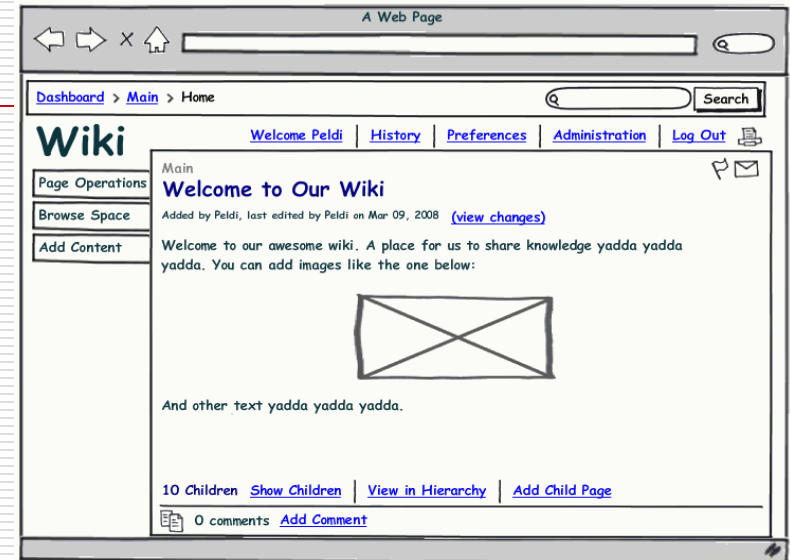 A Web Page
Dashboard > Main > Home
Search
Wiki
Welcome Peldi | History | Preferences | Administration | Log Out
Page Operations
Browse Space
Add Content
Main
Welcome to Our Wiki
Added by Peldi, last edited by Peldi on Mar 09, 2008 (view changes)
Welcome to our awesome wiki. A place for us to share knowledge yadda yadda
yadda. You can add images like the one below:
And other text yadda yadda yadda.
10 Children Show Children | View in Hierarchy | Add Child Page
0 comments Add Comment